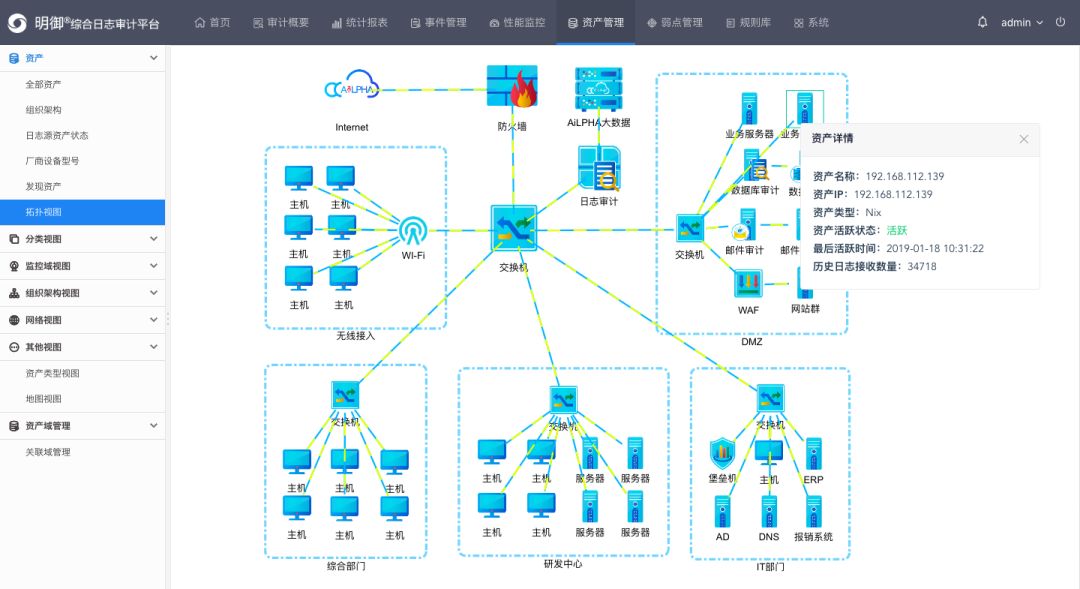 明御®综合日志审计平台
首页
审计概要
统计报表
事件管理
性能监控
资产管理
弱点管理
规则库
系统
admin
资产
全部资产
组织架构
日志源资产状态
厂商设备型号
发现资产
拓扑视图
分类视图
监控域视图
组织架构视图
网络视图
其他视图
资产类型视图
地图视图
资产域管理
关联域管理
AiLPHA
Internet
防火墙
AiLPHA大数据
日志审计
交换机
主机
主机
主机
主机
主机
主机
WI-Fi
无线接入
业务服务器
业务
数据库审计
数据
交换机
邮件审计
邮件
WAF
网站群
DMZ
资产详情
资产名称：192.168.112.139
资产IP：192.168.112.139
资产类型：Nix
资产活跃状态：活跃
最后活跃时间：2019-01-18 10:31:22
历史日志接收数量：34718
交换机
主机
主机
主机
主机
主机
主机
综合部门
交换机
主机
主机
服务器
服务器
主机
主机
服务器
服务器
研发中心
交换机
堡垒机
主机
ERP
AD
DNS
报销系统
IT部门